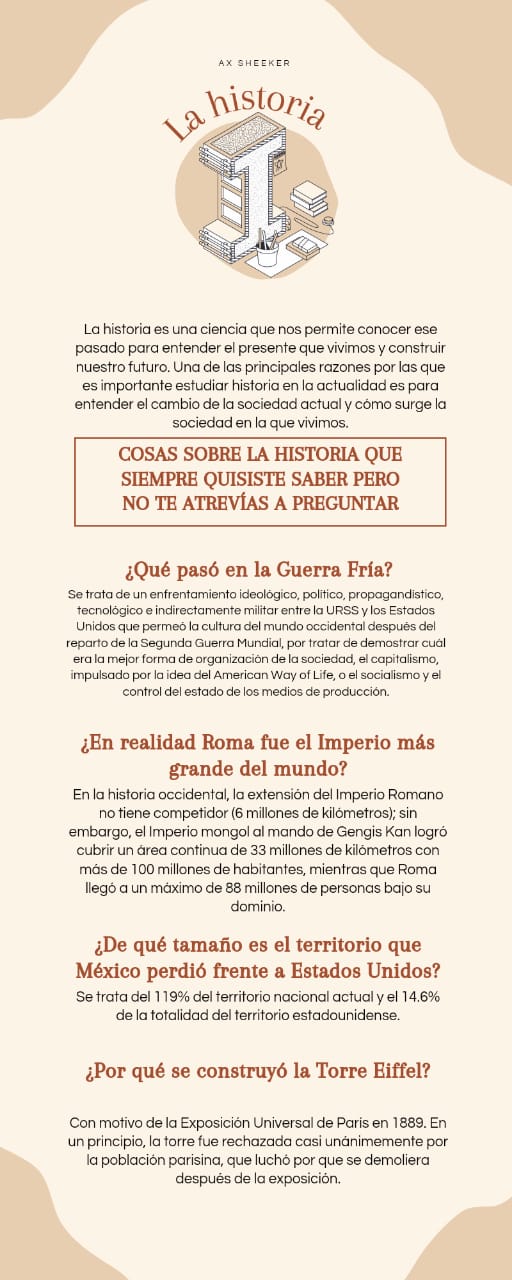 AX SHEEKER
La historia
La historia es una ciencia que nos permite conocer ese
pasado para entender el presente que vivimos y construir
nuestro futuro. Una de las principales razones por las que
es importante estudiar historia en la actualidad es para
entender el cambio de la sociedad actual y cómo surge la
sociedad en la que vivimos.
COSAS SOBRE LA HISTORIA QUE
SIEMPRE QUISISTE SABER PERO
NO TE ATREVÍAS A PREGUNTAR
¿Qué pasó en la Guerra Fría?
Se trata de un enfrentamiento ideológico, político, propagandístico,
tecnológico e indirectamente militar entre la URSS y los Estados
Unidos que permeó la cultura del mundo occidental después del
reparto de la Segunda Guerra Mundial, por tratar de demostrar cuál
era la mejor forma de organización de la sociedad, el capitalismo,
impulsado por la idea del American Way of Life, o el socialismo y el
control del estado de los medios de producción.
¿En realidad Roma fue el Imperio más
grande del mundo?
En la historia occidental, la extensión del Imperio Romano
no tiene competidor (6 millones de kilómetros); sin
embargo, el Imperio mongol al mando de Gengis Kan logró
cubrir un área continua de 33 millones de kilómetros con
más de 100 millones de habitantes, mientras que Roma
llegó a un máximo de 88 millones de personas bajo su
dominio.
¿De qué tamaño es el territorio que
México perdió frente a Estados Unidos?
Se trata del 119% del territorio nacional actual y el 14.6%
de la totalidad del territorio estadounidense.
¿Por qué se construyó la Torre Eiffel?
Con motivo de la Exposición Universal de París en 1889. En
un principio, la torre fue rechazada casi unánimemente por
la población parisina, que luchó por que se demoliera
después de la exposición.